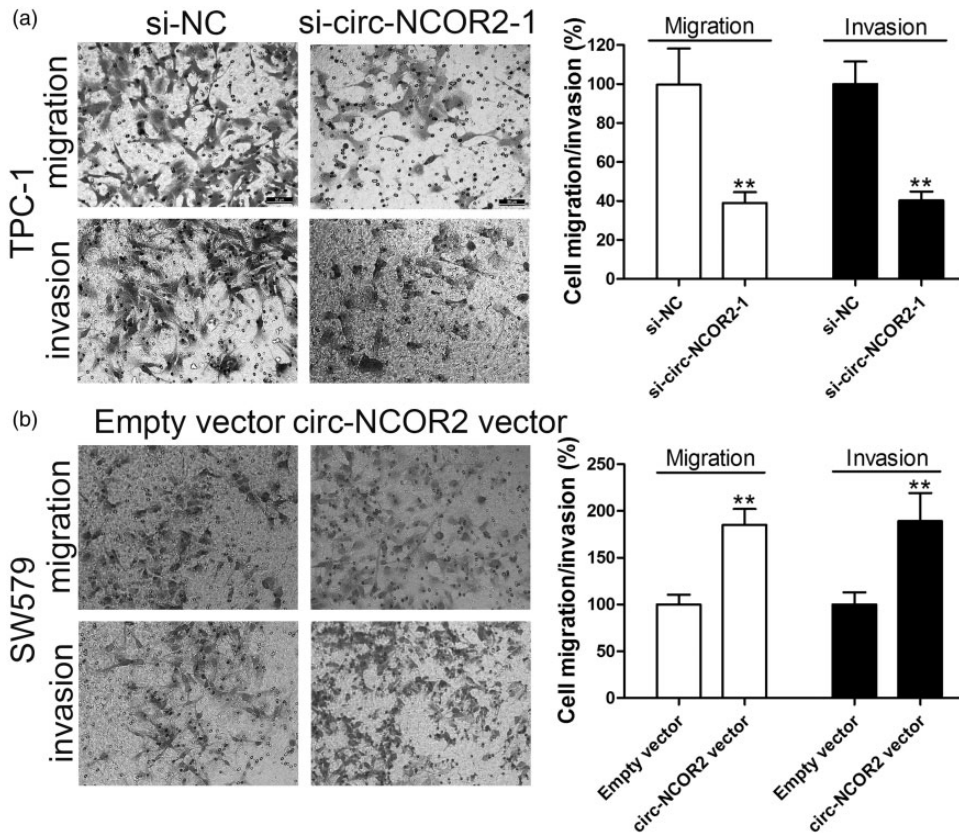 (a)
si-NC si-circ-NCOR2-1
TPC-1
migration
invasion
Cell migration/invasion (%)
120
100
80
60
40
20
0
Migration Invasion
**
**
si-NC
si-circ-NCOR2-1
si-NC
si-circ-NCOR2-1
(b)
Empty vector circ-NCOR2 vector
SW579
migration
invasion
Cell migration/invasion (%)
250
200
150
100
50
0
Migration Invasion
**
**
Empty vector
circ-NCOR2 vector
Empty vector
circ-NCOR2 vector